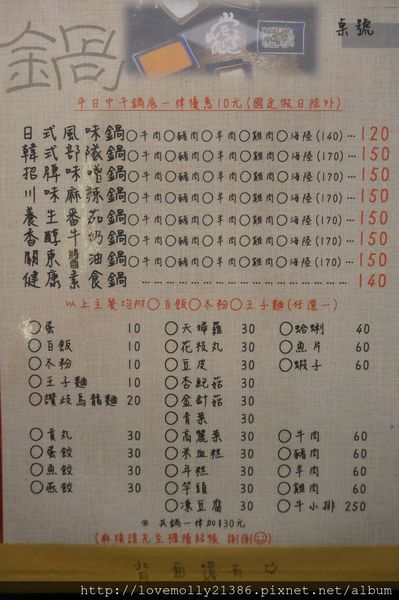 鍋
桌號
平日中午鍋底一律優惠10元(國定假日除外)
日式風味鍋○牛肉○豬肉○羊肉○雞肉○海陸(140)…120
韓式部隊鍋○牛肉○豬肉○羊肉○雞肉○海陸(170)…150
招牌味噌鍋○牛肉○豬肉○羊肉○雞肉○海陸(170)…150
川味麻辣鍋○牛肉○豬肉○羊肉○雞肉○海陸(170)…150
養生番茄鍋○牛肉○豬肉○羊肉○雞肉○海陸(170)…150
香醇牛奶鍋○牛肉○豬肉○羊肉○雞肉○海陸(170)…150
關東醬油鍋○牛肉○豬肉○羊肉○雞肉○海陸(170)…150
健康素食鍋………………………140
以上主餐均附○白飯○冬粉○王子麵(任選一)
○蛋 10 ○天婦羅 30 ○蛤蜊 40
○白飯 10 ○花枝丸 30 ○魚片 60
○冬粉 10 ○豆皮 30 ○蝦子 60
○王子麵 10 ○杏鮑菇 30
○讚歧烏龍麵 20 ○金針菇 30
○青菜 30
○貢丸 30 ○高麗菜 30 ○牛肉 60
○蛋餃 30 ○米血糕 30 ○豬肉 60
○魚餃 30 ○年糕 30 ○羊肉 60
○燕餃 30 ○芋頭 30 ○雞肉 60
○凍豆腐 30 ○牛小排 250
※ 共鍋一律加$30元
(麻煩請先至櫃檯結帳 謝謝☺)
背面還有⇨
http://lovemolly21386.pixnet.net/album